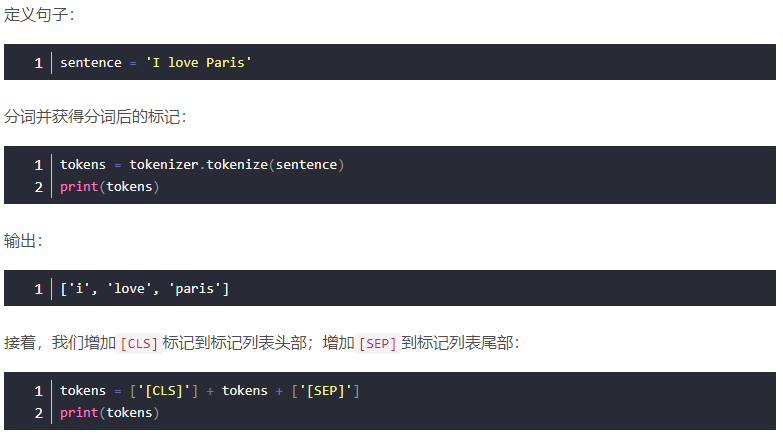 定义句子：
1 sentence = 'I love Paris'
分词并获得分词后的标记：
1 tokens = tokenizer.tokenize(sentence)
2 print(tokens)
输出：
1 ['i', 'love', 'paris']
接着，我们增加[CLS]标记到标记列表头部；增加[SEP]到标记列表尾部：
1 tokens = ['[CLS]'] + tokens + ['[SEP]']
2 print(tokens)